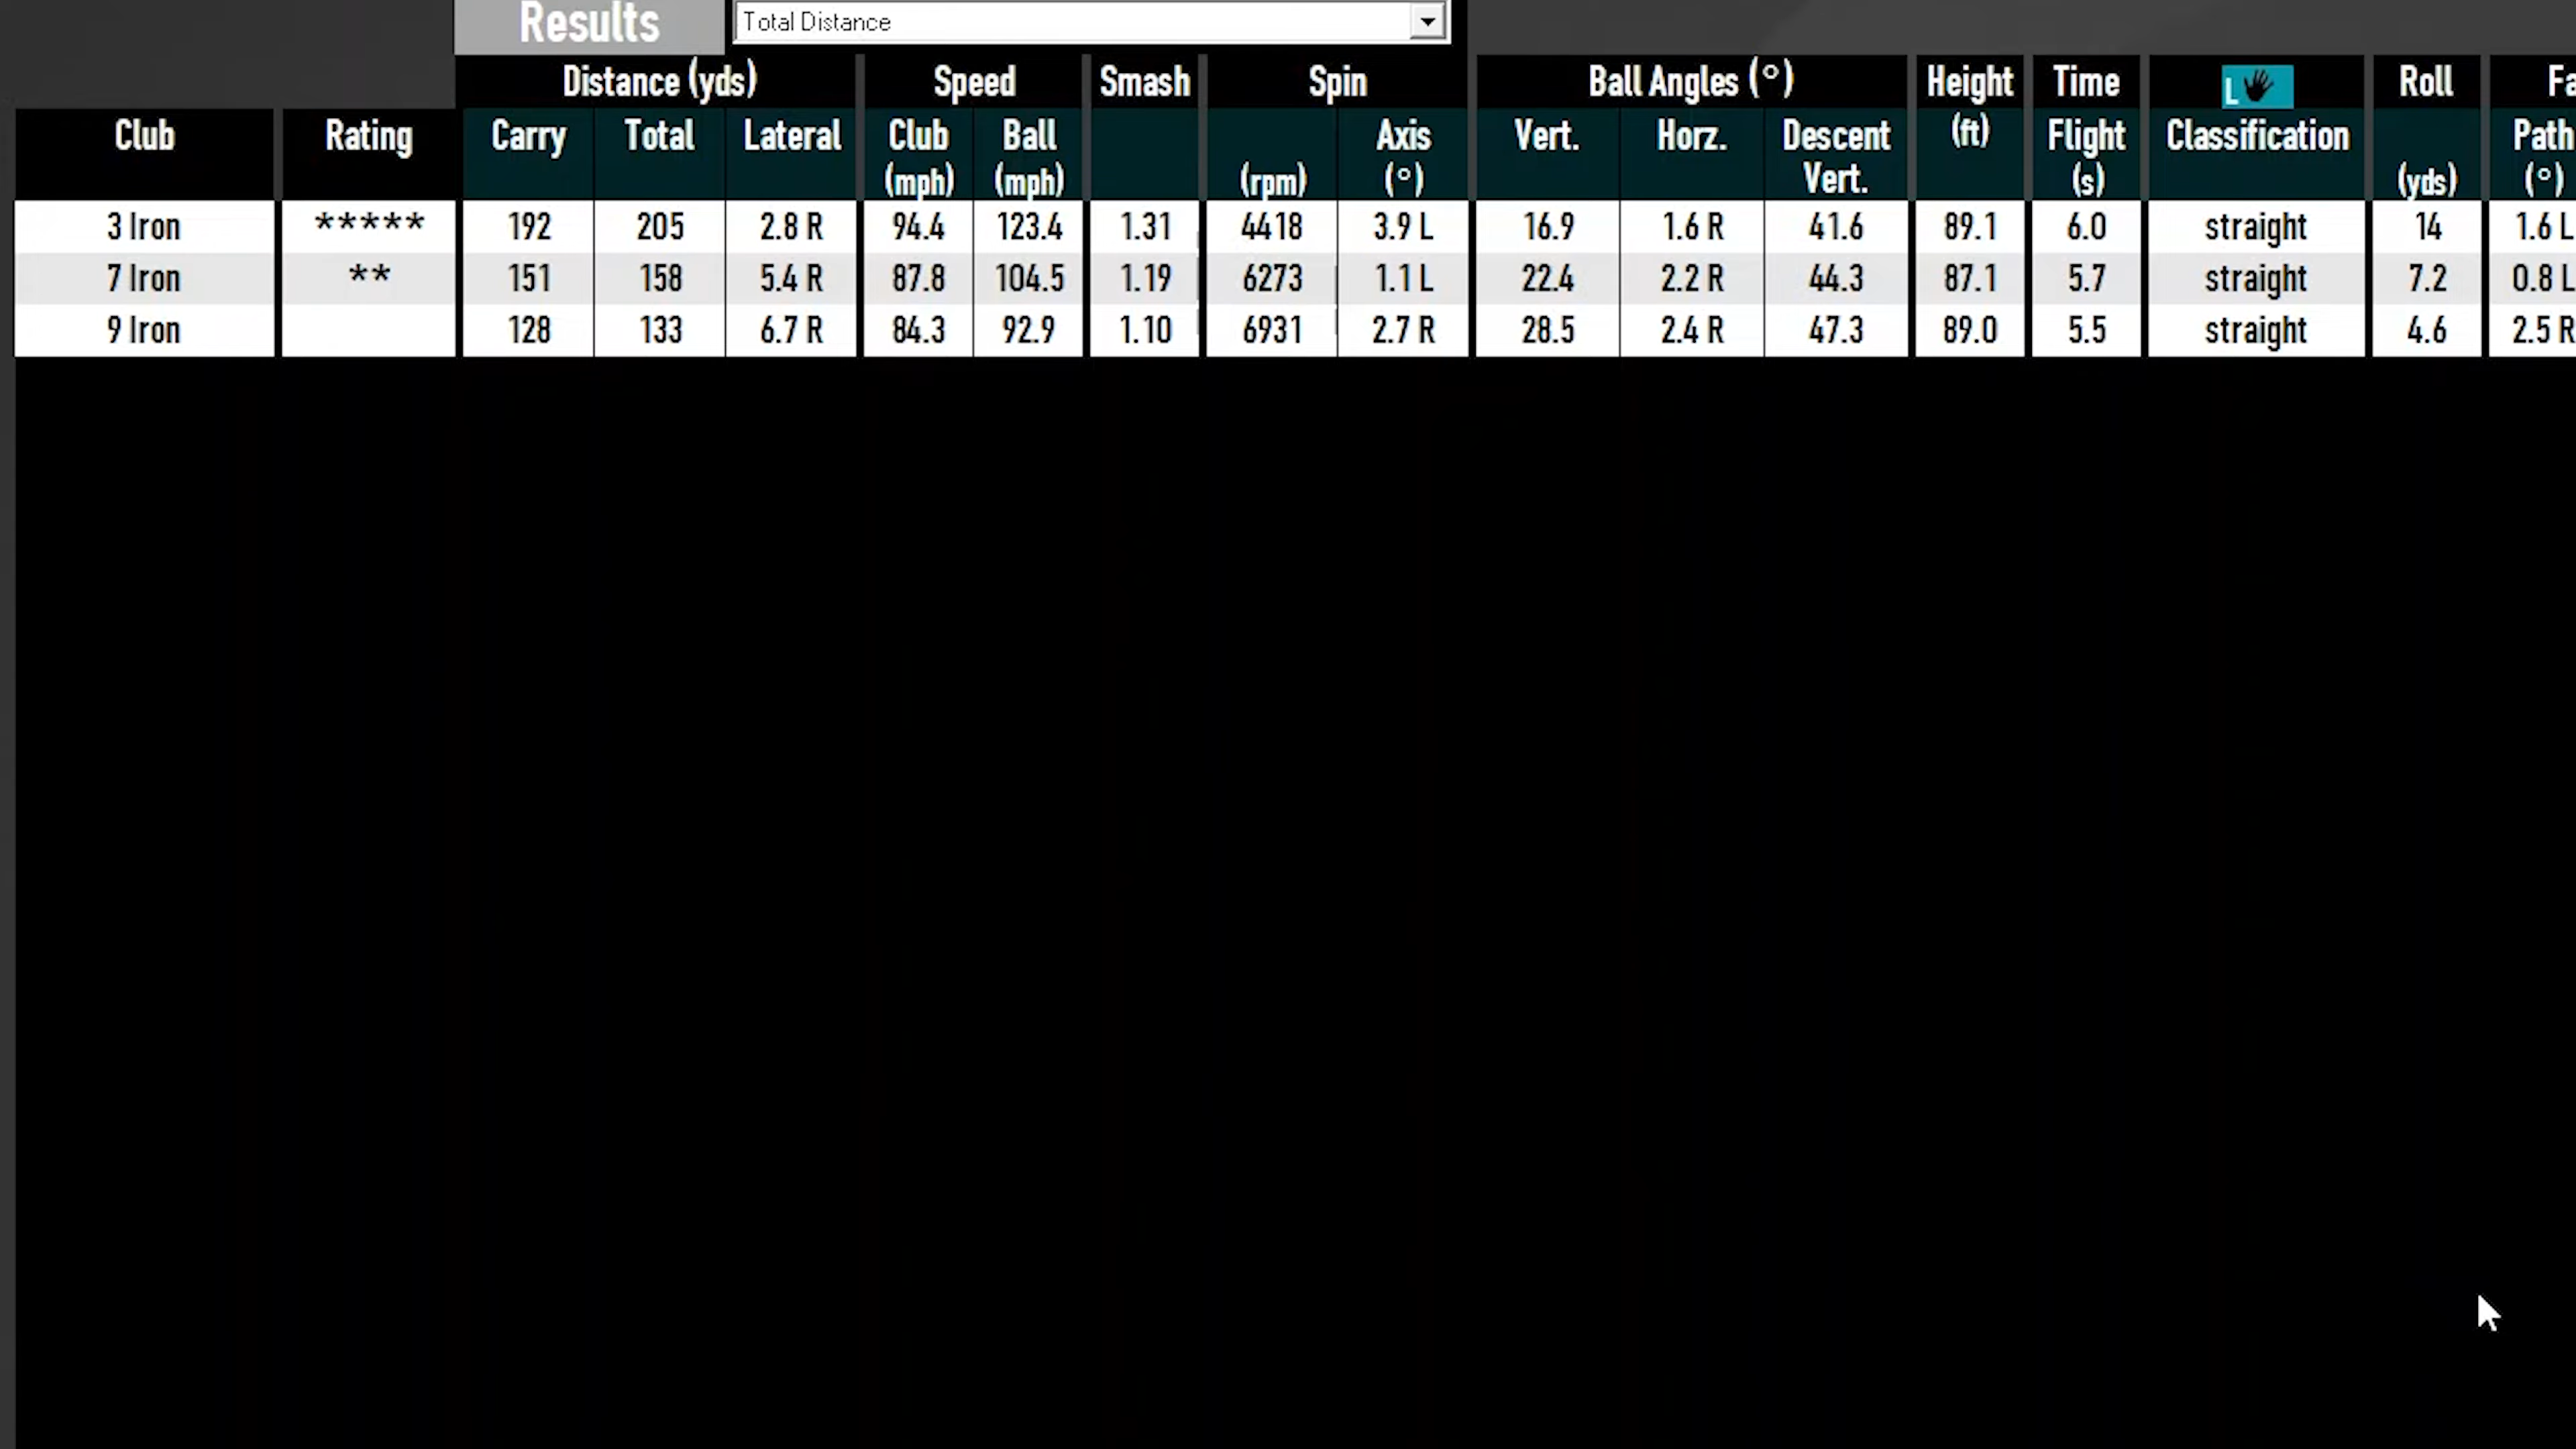 Results Total Distance
Distance (yds) Speed Smash Spin Ball Angles (°) Height Time L Roll Fa
Club Rating Carry Total Lateral Club Ball Axis Vert. Horz. Descent (ft) Flight Classification Path
(mph) (mph) (rpm) (°) Vert. (s) (yds) (°)
3 Iron ***** 192 205 2.8 R 94.4 123.4 1.31 4418 3.9 L 16.9 1.6 R 41.6 89.1 6.0 straight 14 1.6 L
7 Iron ** 151 158 5.4 R 87.8 104.5 1.19 6273 1.1 L 22.4 2.2 R 44.3 87.1 5.7 straight 7.2 0.8 L
9 Iron 128 133 6.7 R 84.3 92.9 1.10 6931 2.7 R 28.5 2.4 R 47.3 89.0 5.5 straight 4.6 2.5 R